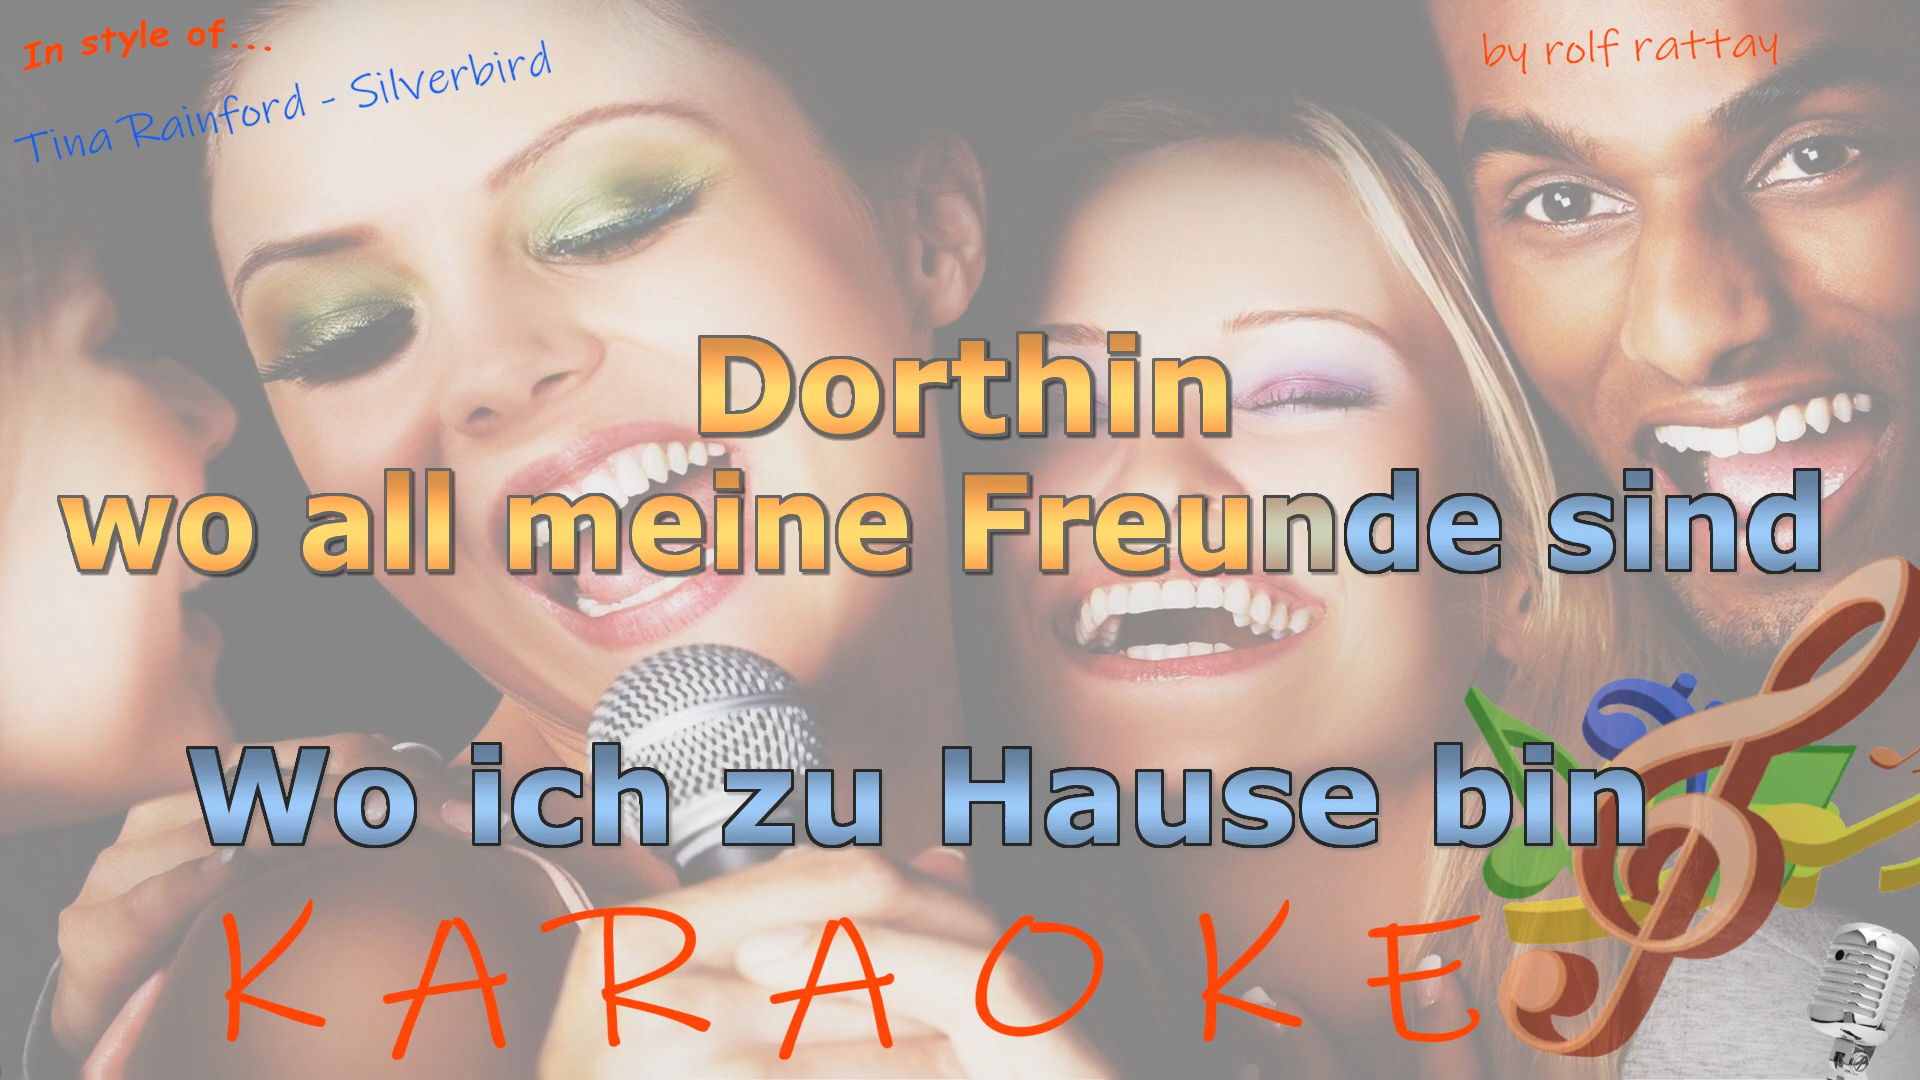 In style of...
Tina Rainford - Silverbird
by rolf rattay
Dorthin
wo all meine Freunde sind
Wo ich zu Hause bin
KARAOKE